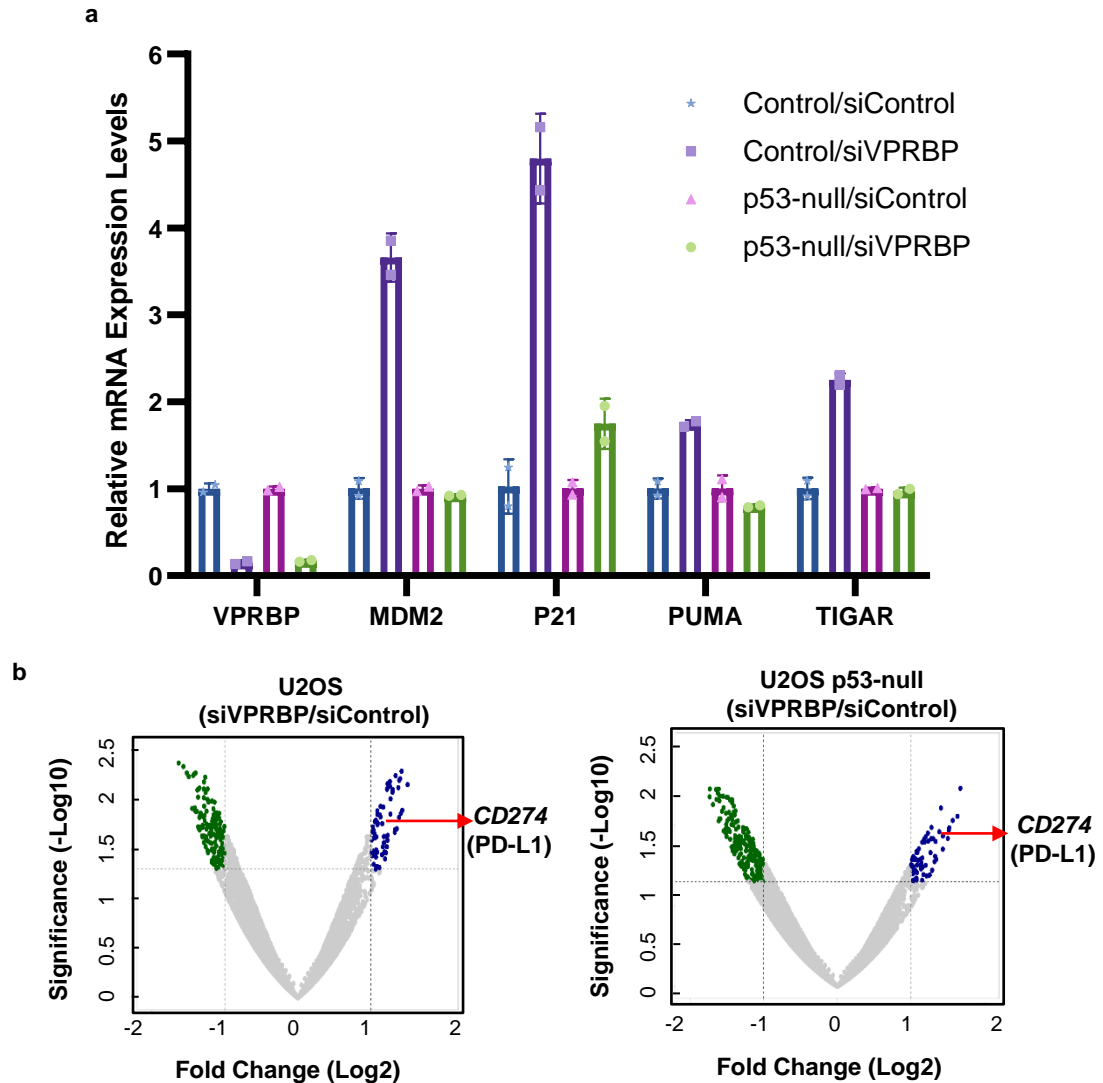 a
6
5
4
3
2
1
0
Relative mRNA Expression Levels
Control/siControl
Control/siVPRBP
p53-null/siControl
p53-null/siVPRBP
VPRBP MDM2 P21 PUMA TIGAR
b
U2OS
(siVPRBP/siControl)
Significance (-Log10)
2.5
2
1.5
1
0.5
0
-2 -1 0 1 2
Fold Change (Log2)
CD274
(PD-L1)
U2OS p53-null
(siVPRBP/siControl)
Significance (-Log10)
2.5
2
1.5
1
0.5
0
-2 -1 0 1 2
Fold Change (Log2)
CD274
(PD-L1)